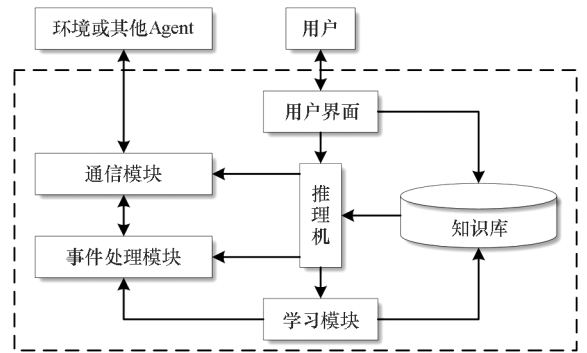 环境或其他Agent
用户
用户界面
通信模块
推
理
机
知识库
事件处理模块
学习模块